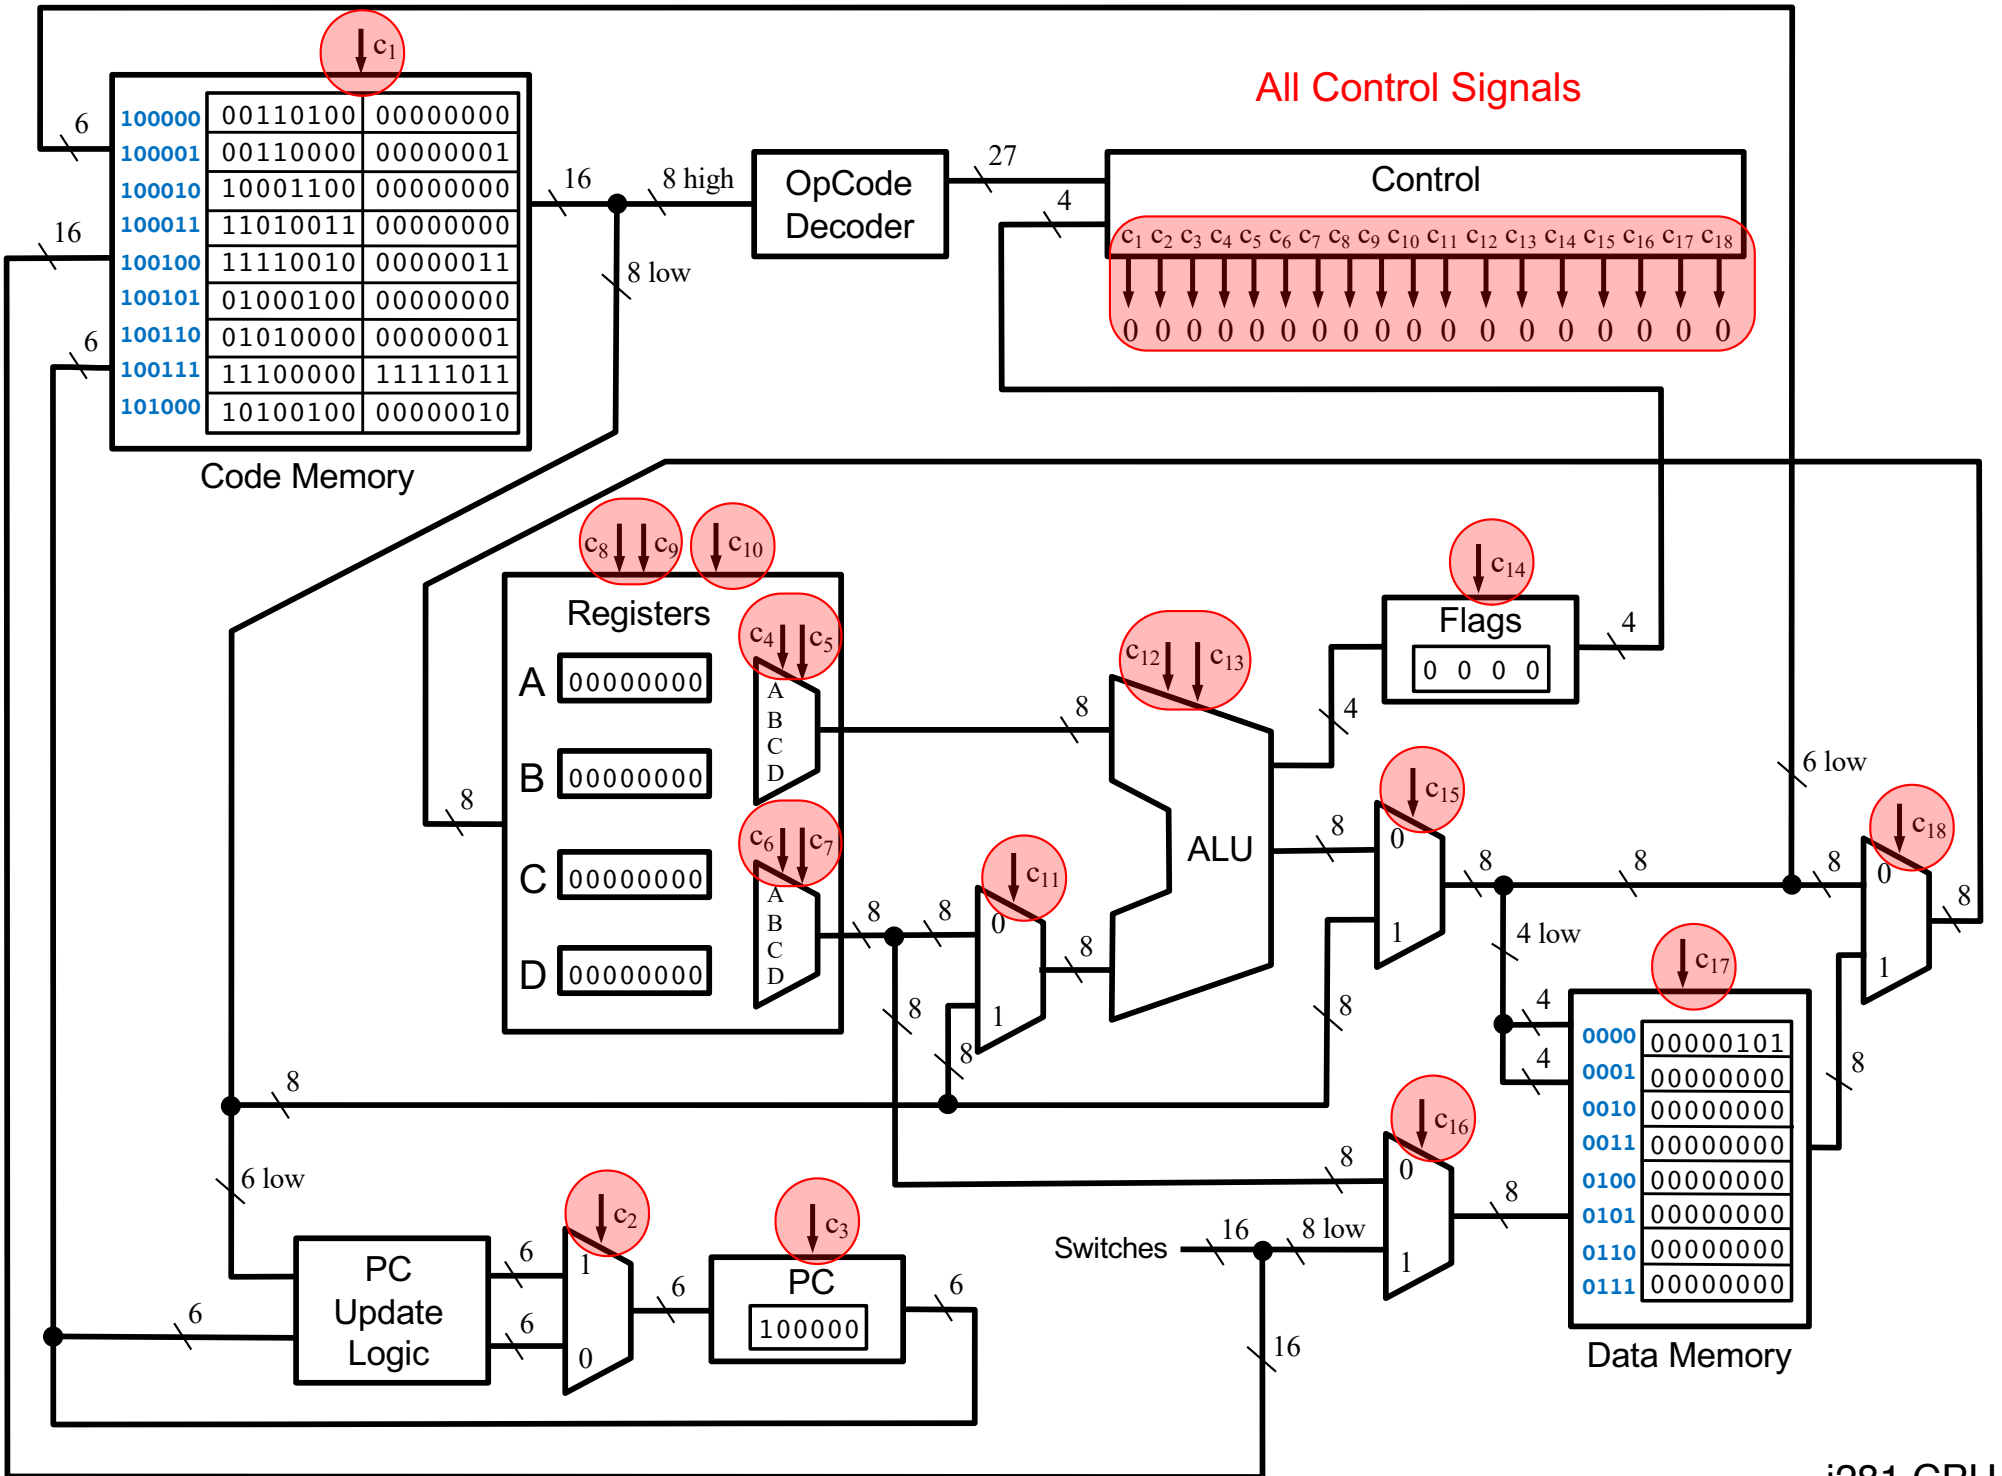 c1
All Control Signals
6
100000 00110100 00000000
100001 00110000 00000001
100010 10001100 00000000
100011 11010011 00000000
100100 11110010 00000011
100101 01000100 00000000
100110 01010000 00000001
100111 11100000 11111011
101000 10100100 00000010
16
6
Code Memory
16
8 high
8 low
OpCode
Decoder
27
4
Control
c1 c2 c3 c4 c5 c6 c7 c8 c9 c10 c11 c12 c13 c14 c15 c16 c17 c18
0 0 0 0 0 0 0 0 0 0 0 0 0 0 0 0 0 0
c8 c9 c10
Registers
A 00000000
B 00000000
C 00000000
D 00000000
8
c4 c5
A
B
C
D
c6 c7
A
B
C
D
8
8
8
8
c11
0
1
8
8
c12 c13
ALU
c14
Flags
0 0 0 0
4
4
8
c15
0
1
8
8
8
6 low
8
c18
0
1
8
4 low
4
4
c17
0000 00000101
0001 00000000
0010 00000000
0011 00000000
0100 00000000
0101 00000000
0110 00000000
0111 00000000
Data Memory
8
8
6 low
6
PC
Update
Logic
6
6
c2
1
0
6
c3
PC
100000
6
Switches
16
8 low
16
8
c16
0
1
8
i281 CPU